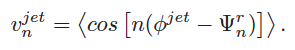 v_n^{jet} = ⟨cos [n(ϕ^{jet} − Ψ_n^r)]⟩ .